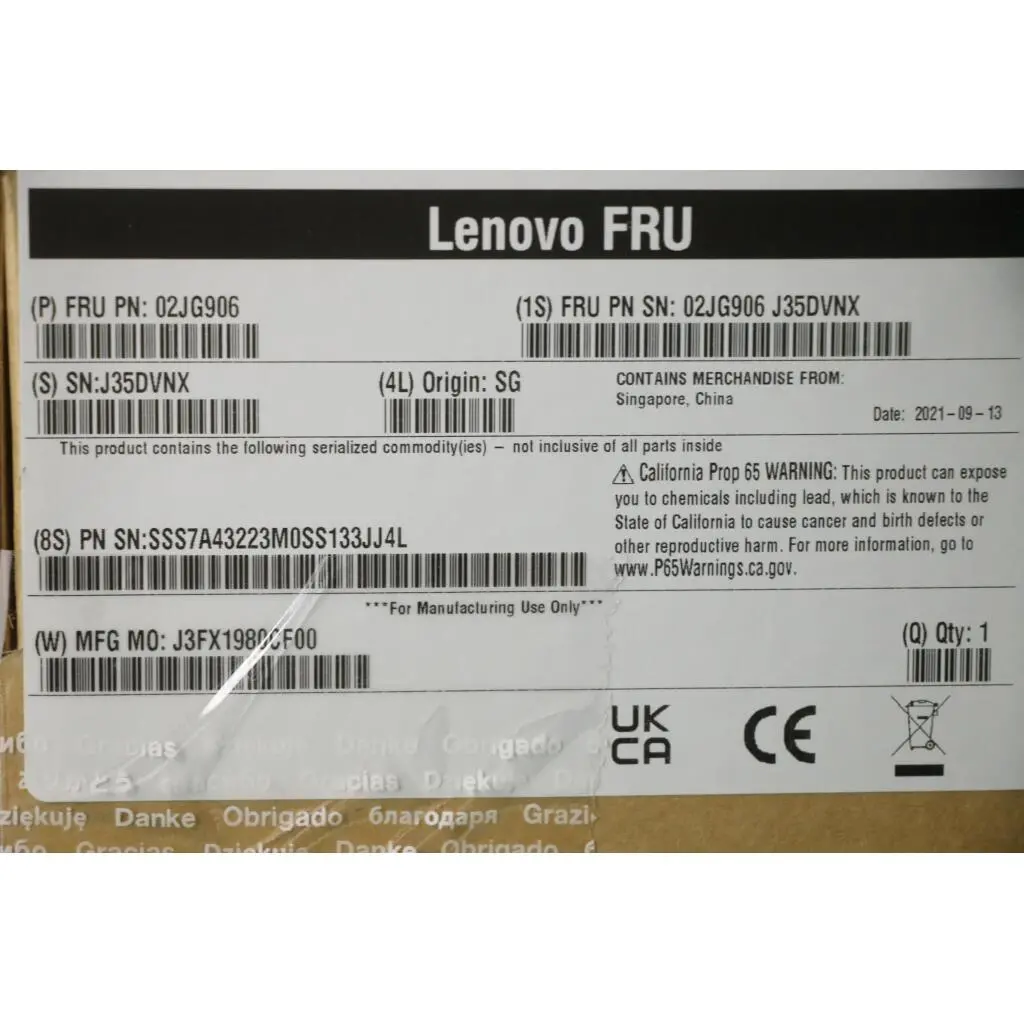 Lenovo FRU
(P) FRU PN: 02JG906
(1S) FRU PN SN: 02JG906 J35DVNX
(S) SN:J35DVNX
(4L) Origin: SG
CONTAINS MERCHANDISE FROM:
Singapore, China
Date: 2021-09-13
This product contains the following serialized commodity(ies) – not inclusive of all parts inside
⚠ California Prop 65 WARNING: This product can expose
you to chemicals including lead, which is known to the
State of California to cause cancer and birth defects or
other reproductive harm. For more information, go to
www.P65Warnings.ca.gov.
(8S) PN SN:SSS7A43223M0SS133JJ4L
***For Manufacturing Use Only***
(W) MFG MO: J3FX1980CF00
(Q) Qty: 1
UK
CA
CE
Gracias Danke Obrigado
Gracias
ziękuję Danke Obrigado благодаря Grazi
Gracias Dziękuję Danke Obrigado